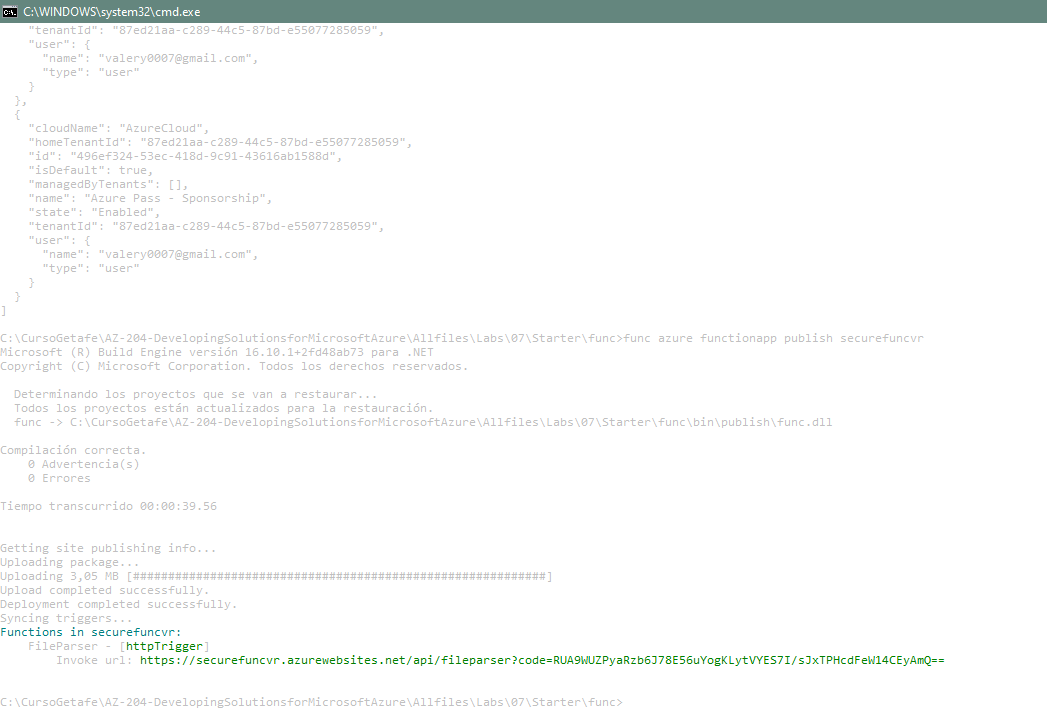 C:\WINDOWS\system32\cmd.exe
    "tenantId": "87ed21aa-c289-44c5-87bd-e55077285059",
    "user": {
      "name": "valery0007@gmail.com",
      "type": "user"
    }
  },
  {
    "cloudName": "AzureCloud",
    "homeTenantId": "87ed21aa-c289-44c5-87bd-e55077285059",
    "id": "496ef324-53ec-418d-9c91-43616ab1588d",
    "isDefault": true,
    "managedByTenants": [],
    "name": "Azure Pass - Sponsorship",
    "state": "Enabled",
    "tenantId": "87ed21aa-c289-44c5-87bd-e55077285059",
    "user": {
      "name": "valery0007@gmail.com",
      "type": "user"
    }
  }
]
C:\CursoGetafe\AZ-204-DevelopingSolutionsforMicrosoftAzure\Allfiles\Labs\07\Starter\func>func azure functionapp publish securefuncvr
Microsoft (R) Build Engine versión 16.10.1+2fd48ab73 para .NET
Copyright (C) Microsoft Corporation. Todos los derechos reservados.
  Determinando los proyectos que se van a restaurar...
  Todos los proyectos están actualizados para la restauración.
  func -> C:\CursoGetafe\AZ-204-DevelopingSolutionsforMicrosoftAzure\Allfiles\Labs\07\Starter\func\bin\publish\func.dll
Compilación correcta.
    0 Advertencia(s)
    0 Errores
Tiempo transcurrido 00:00:39.56
Getting site publishing info...
Uploading package...
Uploading 3,05 MB [###########################################################]
Upload completed successfully.
Deployment completed successfully.
Syncing triggers...
Functions in securefuncvr:
    FileParser - [httpTrigger]
        Invoke url: https://securefuncvr.azurewebsites.net/api/fileparser?code=RUA9WUZPyaRzb6J78E56uYogKLytVYES7I/sJxTPHcdFeW14CEyAmQ==
C:\CursoGetafe\AZ-204-DevelopingSolutionsforMicrosoftAzure\Allfiles\Labs\07\Starter\func>